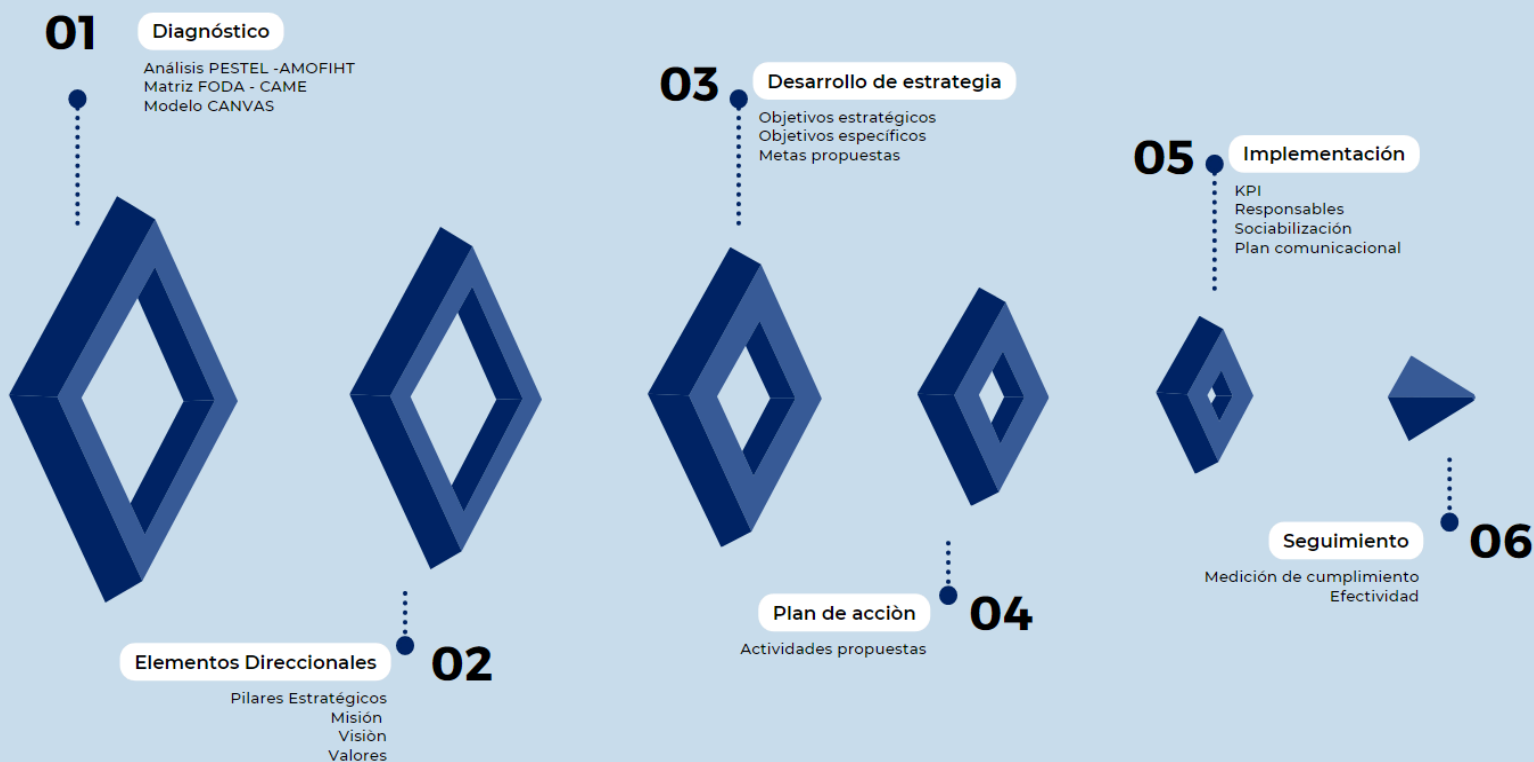 01
Diagnóstico
Análisis PESTEL -AMOFIHT
Matriz FODA - CAME
Modelo CANVAS
Elementos Direccionales
02
Pilares Estratégicos
Misión
Visiòn
Valores
03
Desarrollo de estrategia
Objetivos estratégicos
Objetivos específicos
Metas propuestas
Plan de acciòn
04
Actividades propuestas
05
Implementación
KPI
Responsables
Sociabilización
Plan comunicacional
Seguimiento
06
Medición de cumplimiento
Efectividad